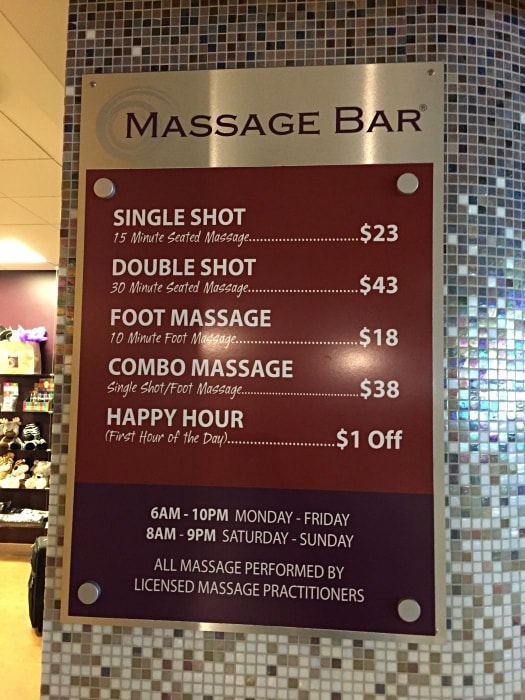 MASSAGE BAR®
SINGLE SHOT
15 Minute Seated Massage..............................$23
DOUBLE SHOT
30 Minute Seated Massage..............................$43
FOOT MASSAGE
10 Minute Foot Massage..............................$18
COMBO MASSAGE
Single Shot/Foot Massage..............................$38
HAPPY HOUR
(First Hour of the Day)..............................$1 Off
6AM - 10PM MONDAY - FRIDAY
8AM - 9PM SATURDAY - SUNDAY
ALL MASSAGE PERFORMED BY
LICENSED MASSAGE PRACTITIONERS